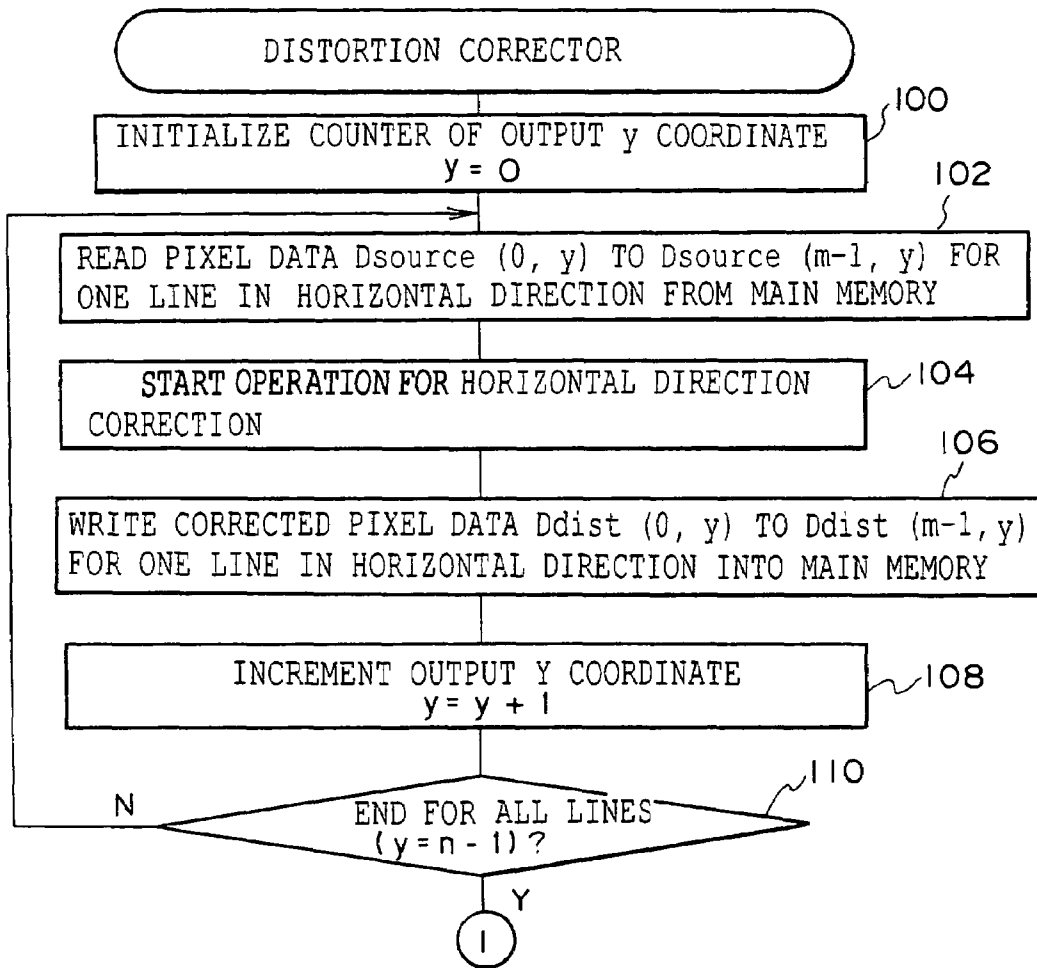 DISTORTION CORRECTOR
100
INITIALIZE COUNTER OF OUTPUT y COORDINATE
y = 0
102
READ PIXEL DATA Dsource (0, y) TO Dsource (m-1, y) FOR
ONE LINE IN HORIZONTAL DIRECTION FROM MAIN MEMORY
START OPERATION FOR HORIZONTAL DIRECTION
CORRECTION
104
106
WRITE CORRECTED PIXEL DATA Ddist (0, y) TO Ddist (m-1, y)
FOR ONE LINE IN HORIZONTAL DIRECTION INTO MAIN MEMORY
INCREMENT OUTPUT Y COORDINATE
y = y + 1
108
110
N
END FOR ALL LINES
(y = n - 1) ?
Y
1